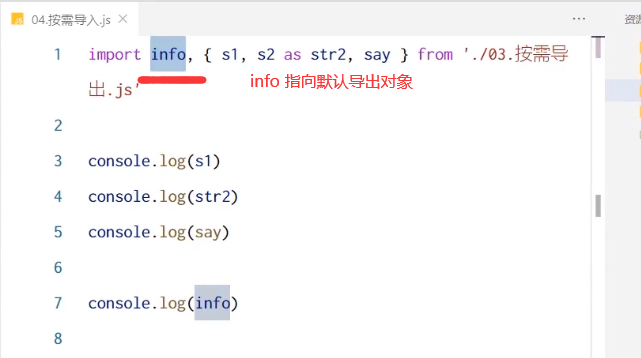 04.按需导入.js
资源
1 import info, { s1, s2 as str2, say } from './03.按需导
出.js'
info 指向默认导出对象
2
3 console.log(s1)
4 console.log(str2)
5 console.log(say)
6
7 console.log(info)
8